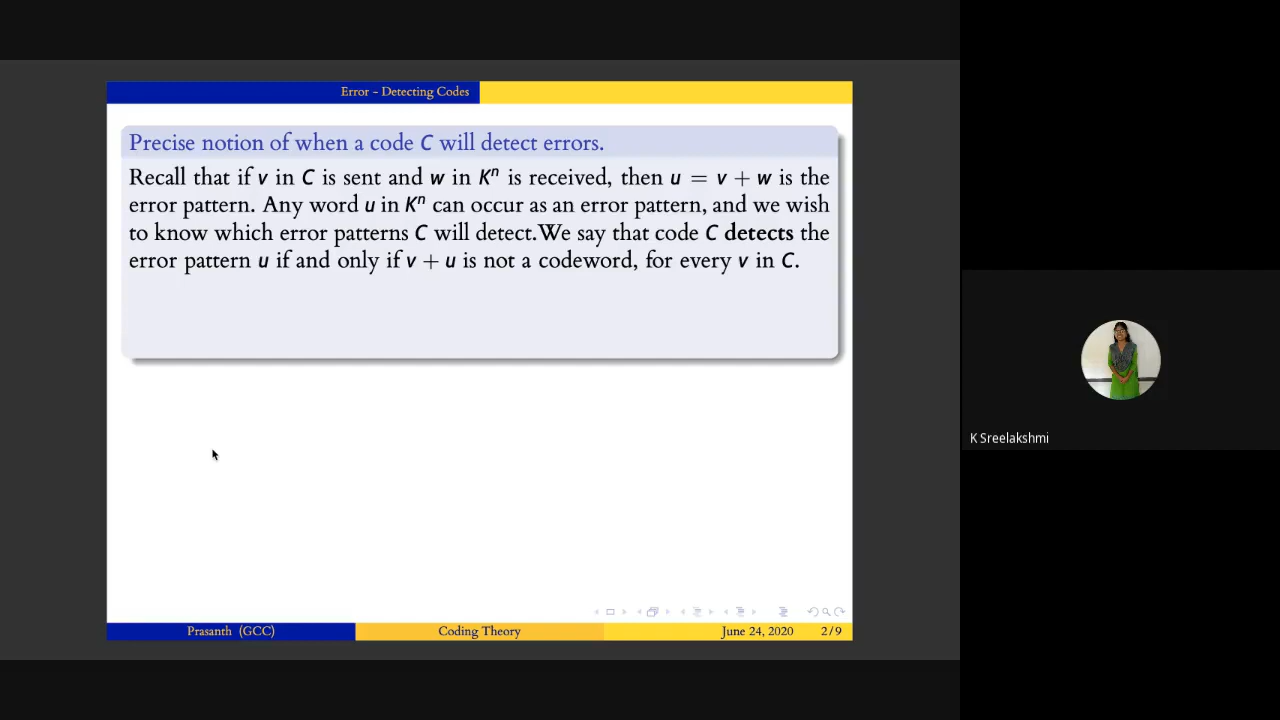 Error - Detecting Codes
Precise notion of when a code C will detect errors.
Recall that if v in C is sent and w in Kⁿ is received, then u = v + w is the
error pattern. Any word u in Kⁿ can occur as an error pattern, and we wish
to know which error patterns C will detect.We say that code C detects the
error pattern u if and only if v + u is not a codeword, for every v in C.
K Sreelakshmi
Prasanth (GCC) Coding Theory June 24, 2020 2/9